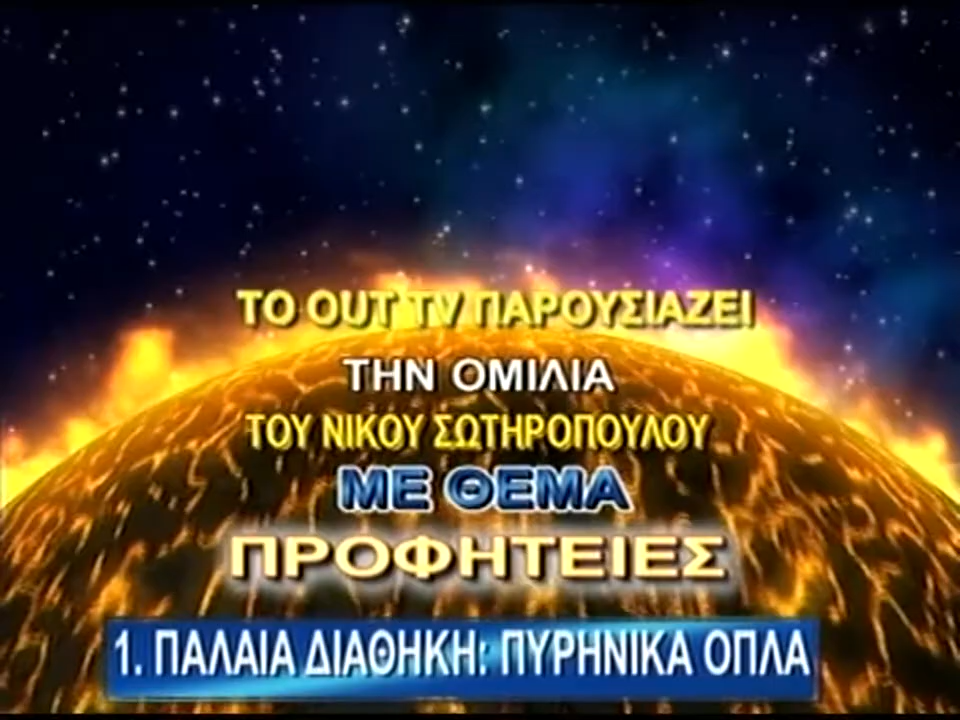 ΤΟ OUT TV ΠΑΡΟΥΣΙΑΖΕΙ
ΤΗΝ ΟΜΙΛΙΑ
ΤΟΥ ΝΙΚΟΥ ΣΩΤΗΡΟΠΟΥΛΟΥ
ΜΕ ΘΕΜΑ
ΠΡΟΦΗΤΕΙΕΣ
1. ΠΑΛΑΙΑ ΔΙΑΘΗΚΗ: ΠΥΡΗΝΙΚΑ ΟΠΛΑ